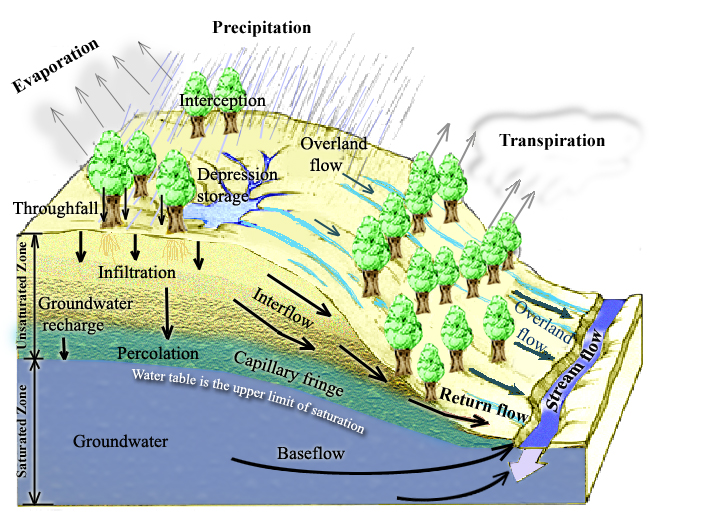 Precipitation
Evaporation
Interception
Transpiration
Overland
flow
Depression
storage
Throughfall
Unsaturated Zone
Infiltration
Interflow
Groundwater
recharge
Overland
flow
Stream flow
Percolation
Capillary fringe
Water table is the upper limit of saturation
Return flow
Saturated Zone
Groundwater
Baseflow